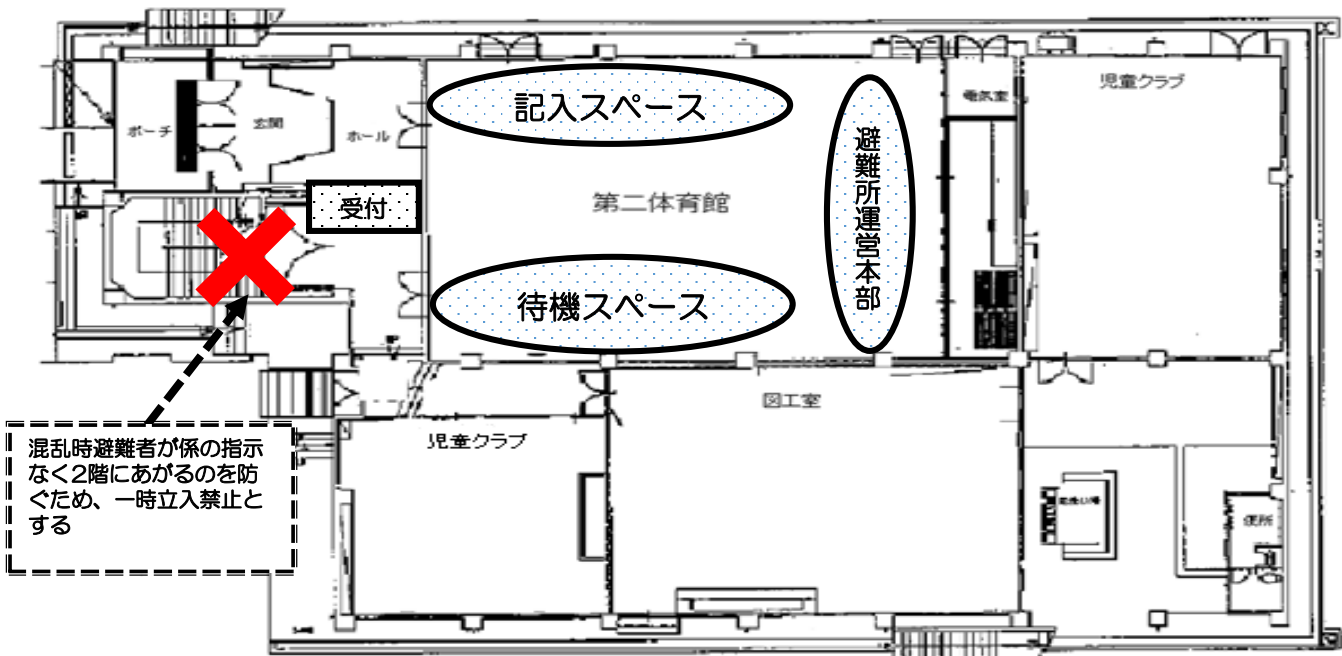 記入スペース
児童クラブ
電気室
玄関
ポーチ
ホール
避難所運営本部
第二体育館
受付
待機スペース
図工室
児童クラブ
混乱時避難者が係の指示
なく2階にあがるのを防
ぐため、一時立入禁止と
する
便所